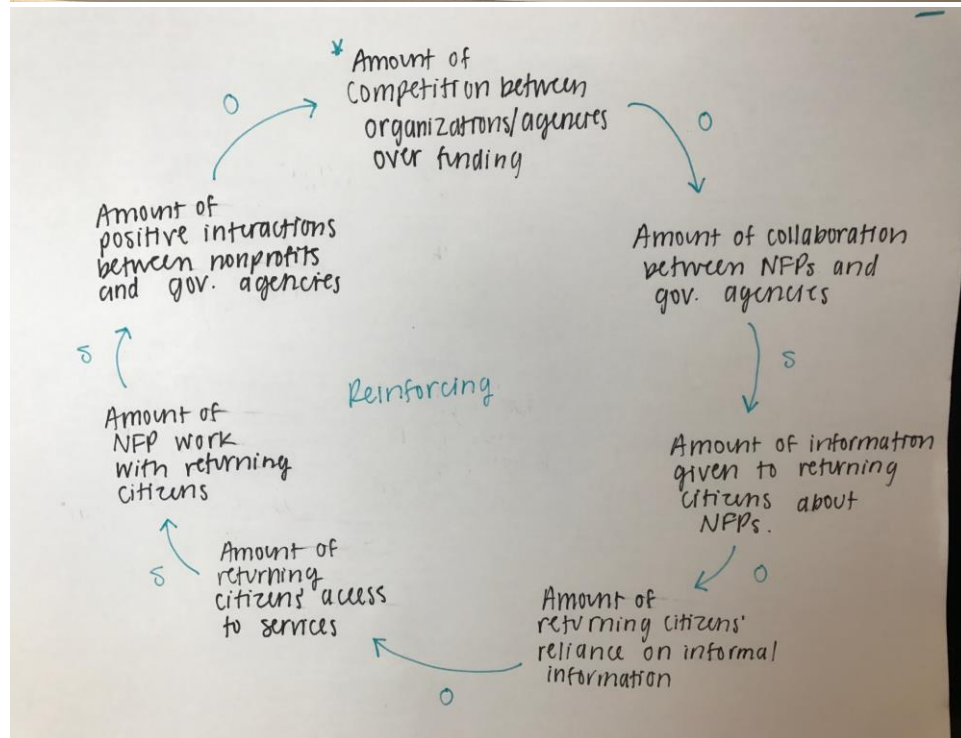 * Amount of
competition between
organizations/agencies
over funding
O
O
Amount of
positive interactions
between nonprofits
and gov. agencies
Amount of collaboration
between NFPs and
gov. agencies
S
S
Reinforcing
Amount of
NFP work
with returning
citizens
Amount of information
given to returning
citizens about
NFPs.
S
O
Amount of
returning
citizens' access
to services
Amount of
returning citizens'
reliance on informal
information
O